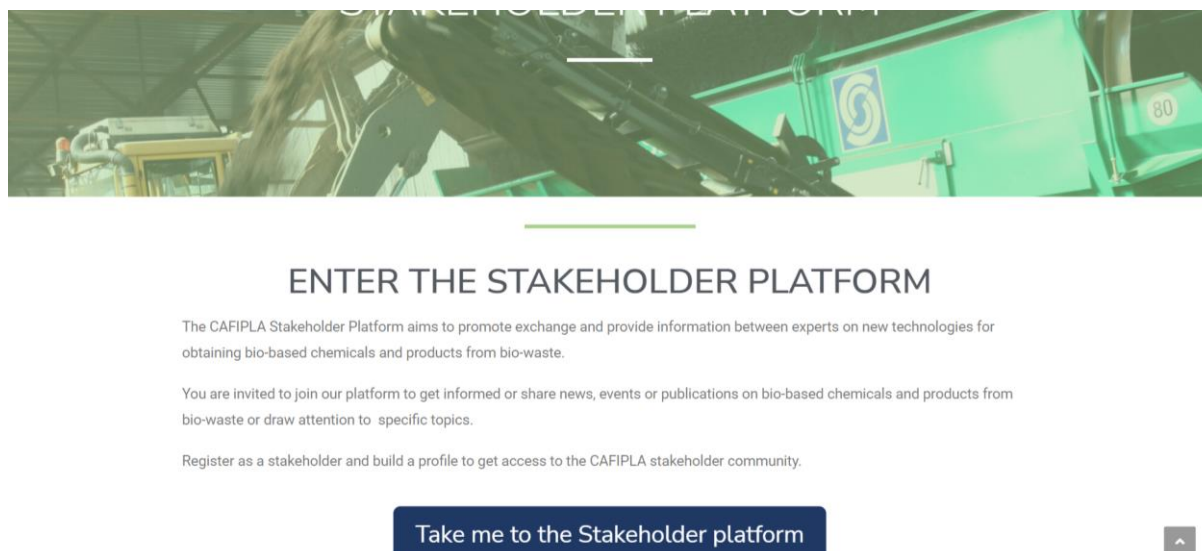 STAKEHOLDER PLATFORM
80
ENTER THE STAKEHOLDER PLATFORM
The CAFIPLA Stakeholder Platform aims to promote exchange and provide information between experts on new technologies for
obtaining bio-based chemicals and products from bio-waste.
You are invited to join our platform to get informed or share news, events or publications on bio-based chemicals and products from
bio-waste or draw attention to  specific topics.
Register as a stakeholder and build a profile to get access to the CAFIPLA stakeholder community.
Take me to the Stakeholder platform